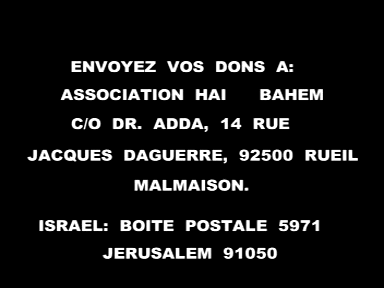 ENVOYEZ VOS DONS A:
ASSOCIATION HAI BAHEM
C/O DR. ADDA, 14 RUE
JACQUES DAGUERRE, 92500 RUEIL
MALMAISON.
ISRAEL: BOITE POSTALE 5971
JERUSALEM 91050